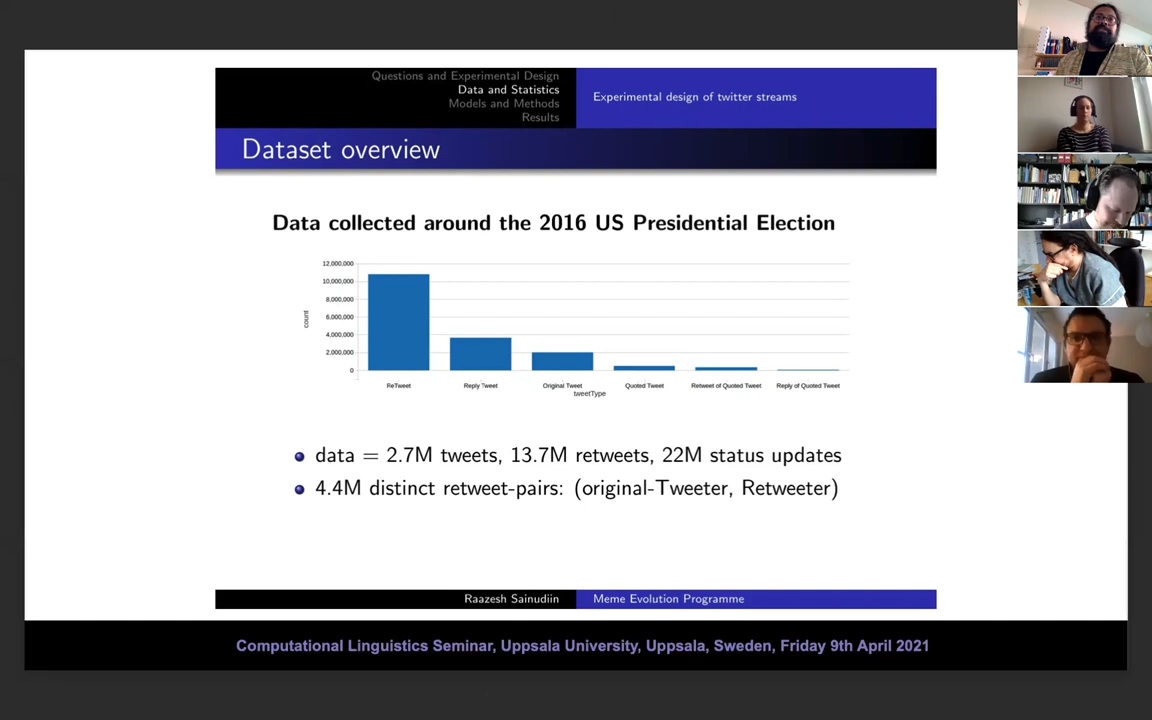 Questions and Experimental Design
Data and Statistics
Models and Methods
Results
Experimental design of twitter streams
Dataset overview
Data collected around the 2016 US Presidential Election
12,000,000
10,000,000
8,000,000
6,000,000
4,000,000
2,000,000
0
count
ReTweet
Reply Tweet
Original Tweet
Quoted Tweet
Retweet of Quoted Tweet
Reply of Quoted Tweet
tweetType
data = 2.7M tweets, 13.7M retweets, 22M status updates
4.4M distinct retweet-pairs: (original-Tweeter, Retweeter)
Raazesh Sainudiin
Meme Evolution Programme
Computational Linguistics Seminar, Uppsala University, Uppsala, Sweden, Friday 9th April 2021